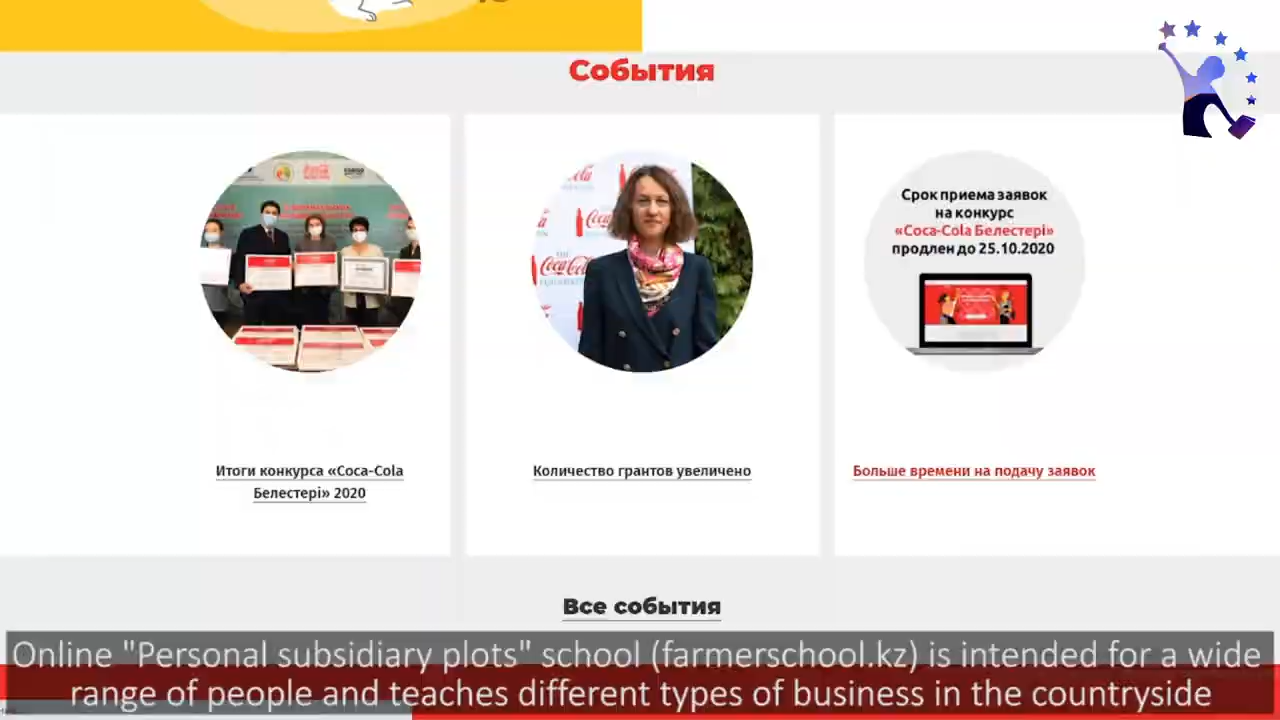 События
Срок приема заявок
на конкурс
«Coca-Cola Белестері»
продлен до 25.10.2020
Coca-Cola
Итоги конкурса «Coca-Cola
Белестері» 2020
Количество грантов увеличено
Больше времени на подачу заявок
Все события
Online "Personal subsidiary plots" school (farmerschool.kz) is intended for a wide
range of people and teaches different types of business in the countryside